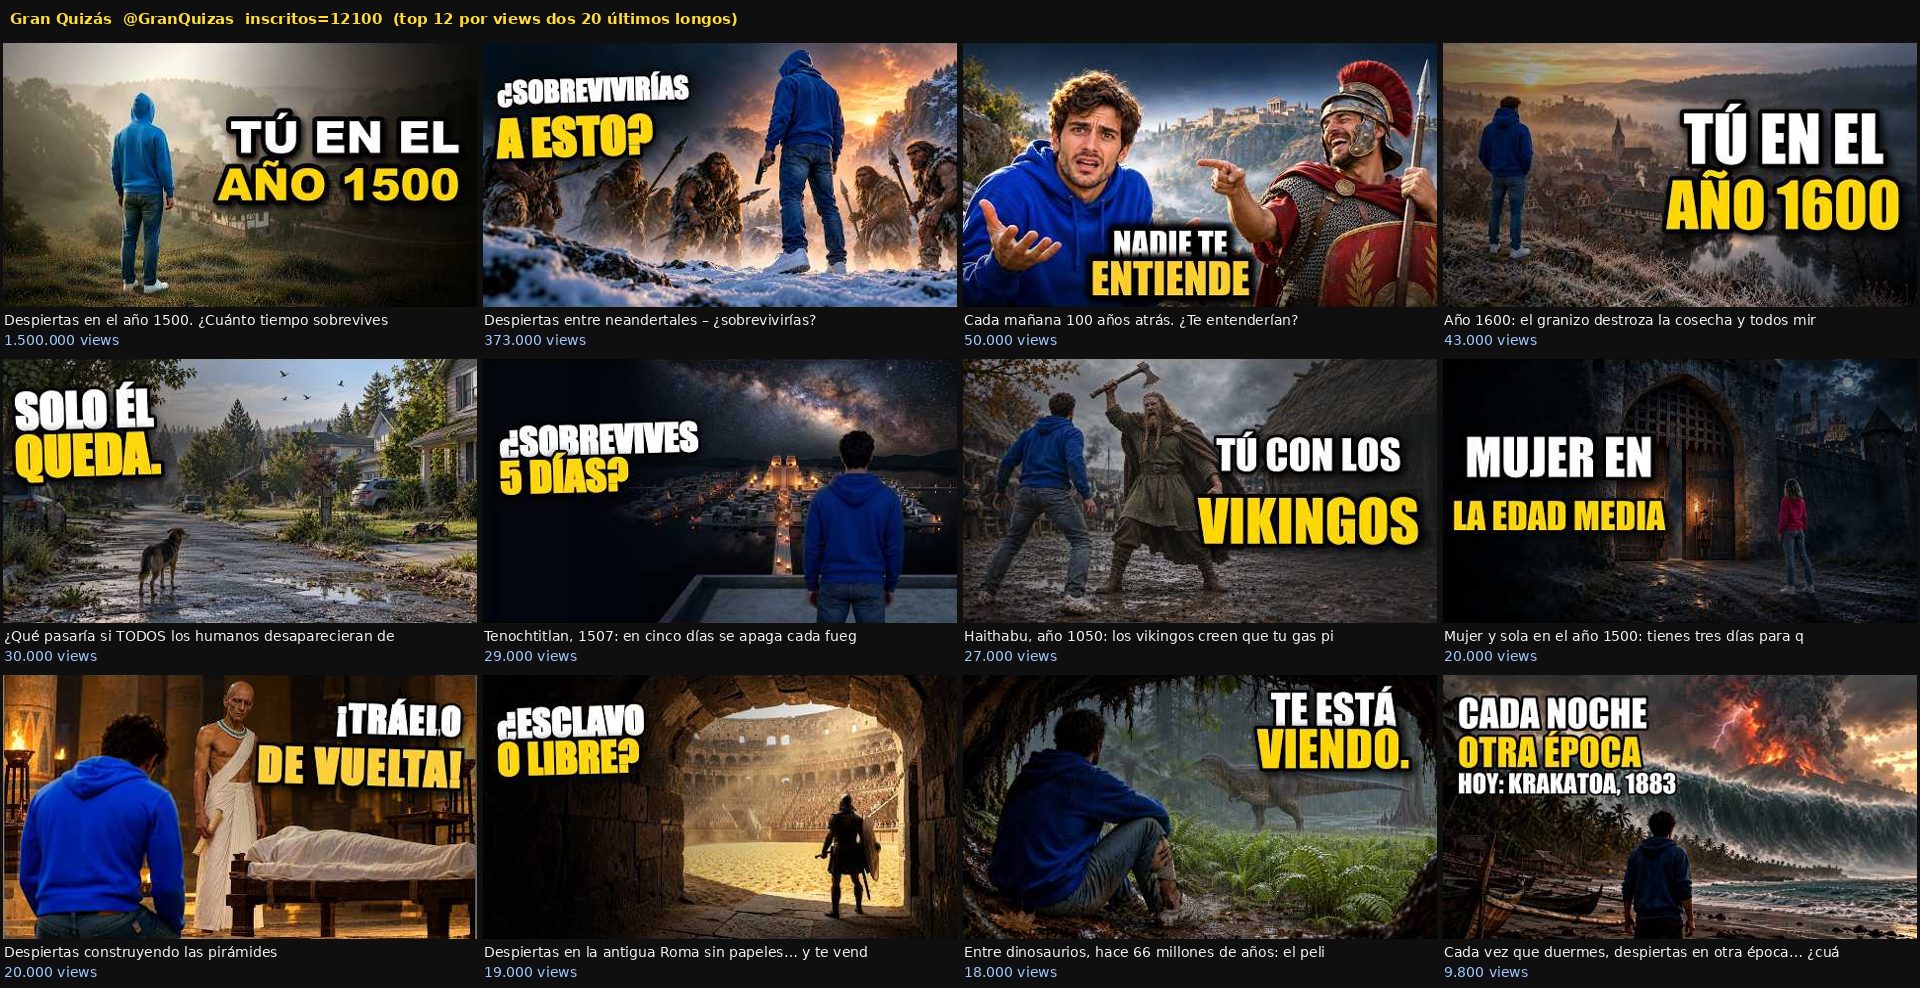 Gran Quizás @GranQuizas inscritos=12100 (top 12 por views dos 20 últimos longos)
TÚ EN EL
AÑO 1500
Despiertas en el año 1500. ¿Cuánto tiempo sobrevives
1.500.000 views
¿SOBREVIVIRÍAS
A ESTO?
Despiertas entre neandertales – ¿sobrevivirías?
373.000 views
NADIE TE
ENTIENDE
Cada mañana 100 años atrás. ¿Te entenderían?
50.000 views
TÚ EN EL
AÑO 1600
Año 1600: el granizo destroza la cosecha y todos mir
43.000 views
SOLO ÉL
QUEDA.
¿Qué pasaría si TODOS los humanos desaparecieran de
30.000 views
¿SOBREVIVES
5 DÍAS?
Tenochtitlan, 1507: en cinco días se apaga cada fueg
29.000 views
TÚ CON LOS
VIKINGOS
Haithabu, año 1050: los vikingos creen que tu gas pi
27.000 views
MUJER EN
LA EDAD MEDIA
Mujer y sola en el año 1500: tienes tres días para q
20.000 views
¡TRÁELO
DE VUELTA!
Despiertas construyendo las pirámides
20.000 views
¿ESCLAVO
O LIBRE?
Despiertas en la antigua Roma sin papeles... y te vend
19.000 views
TE ESTÁ
VIENDO.
Entre dinosaurios, hace 66 millones de años: el peli
18.000 views
CADA NOCHE
OTRA ÉPOCA
HOY: KRAKATOA, 1883
Cada vez que duermes, despiertas en otra época... ¿cuá
9.800 views